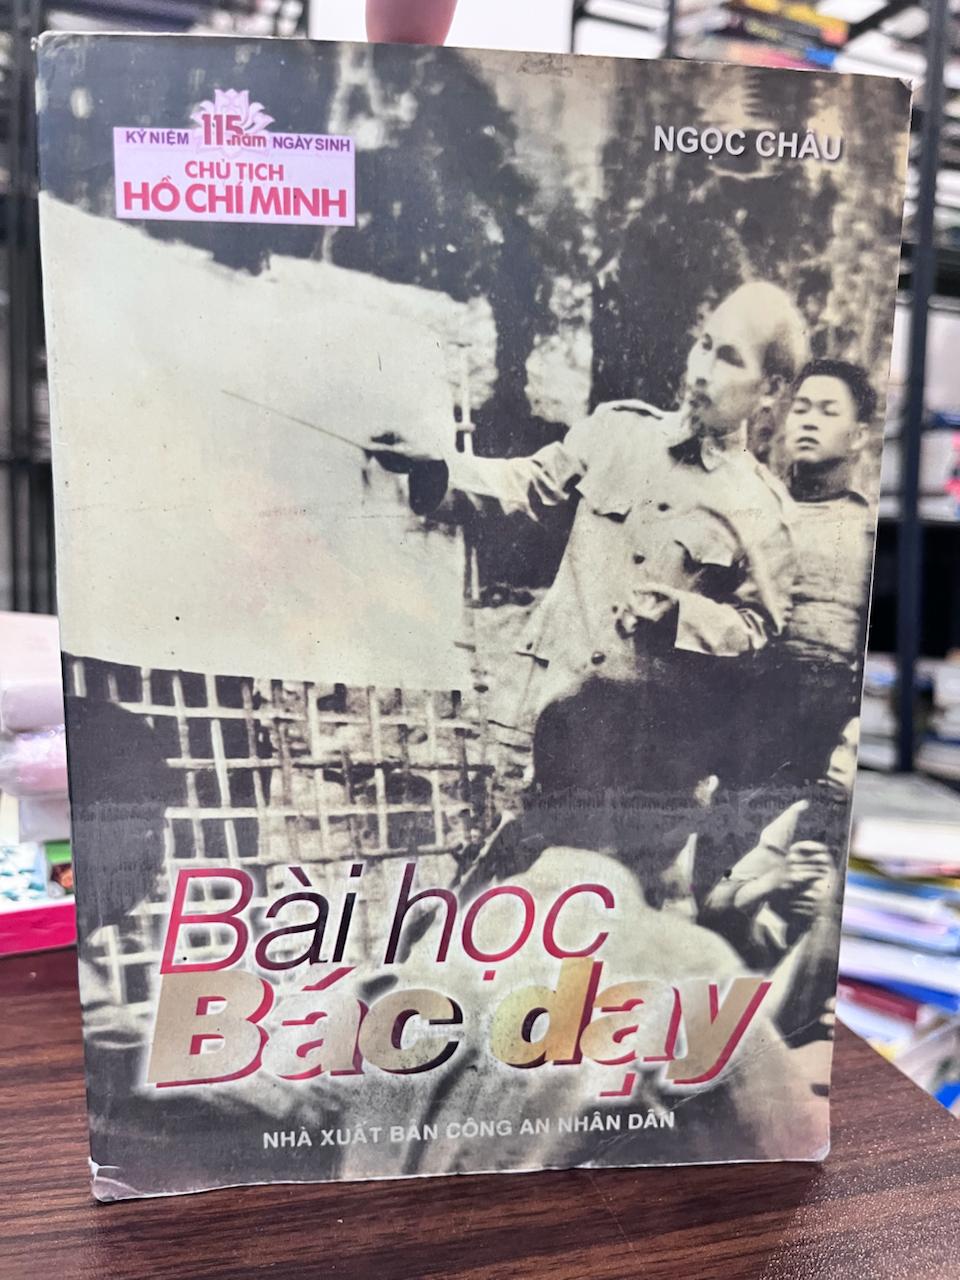 KỶ NIỆM 115 năm NGÀY SINH
CHỦ TỊCH
HỒ CHÍ MINH
NGỌC CHÂU
Bài học
Bác dạy
NHÀ XUẤT BẢN CÔNG AN NHÂN DÂN